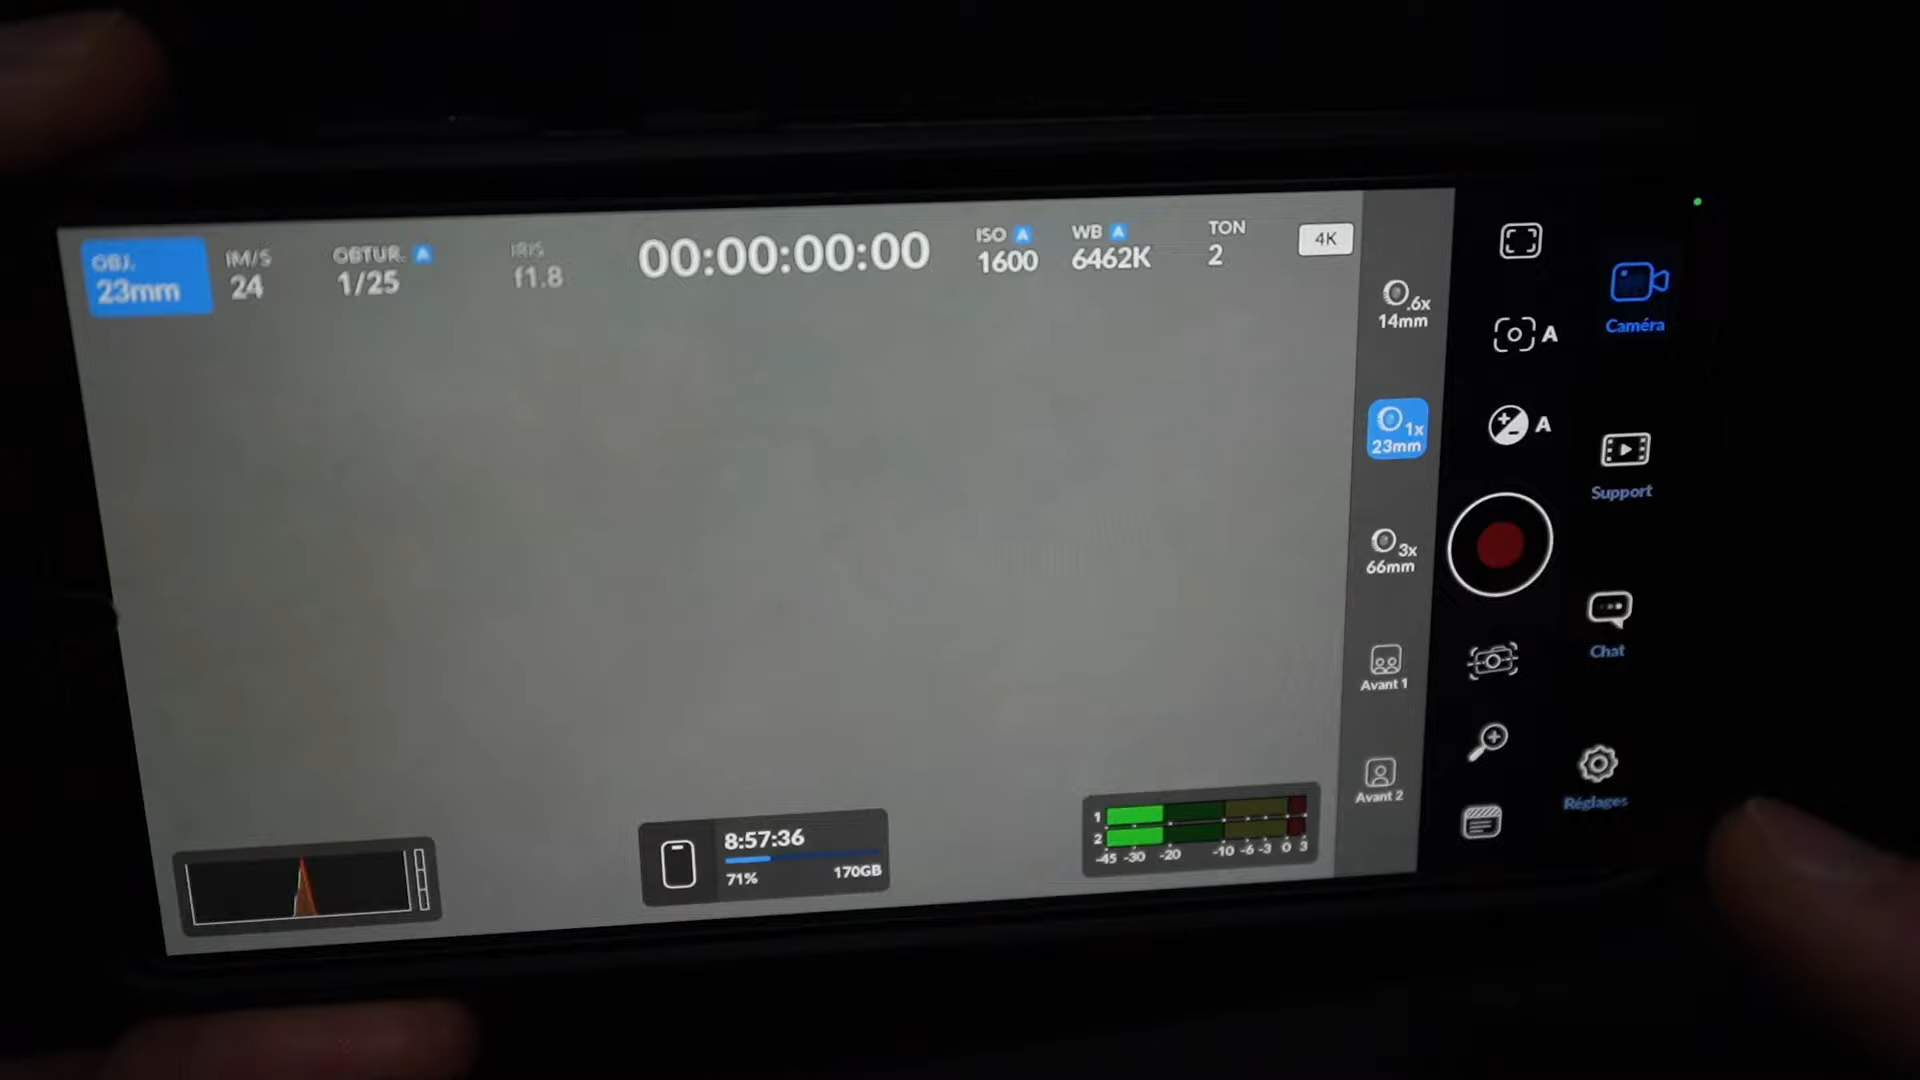 OBJ.
23mm
IM/S
24
OBTUR. A
1/25
IRIS
f1.8
00:00:00:00
ISO A
1600
WB A
6462K
TON
2
4K
.6x
14mm
1x
23mm
3x
66mm
Avant 1
Avant 2
A
A
Caméra
Support
Chat
Réglages
8:57:36
71% 170GB
1
2
-45 -30 -20 -10 -6 -3 0 3